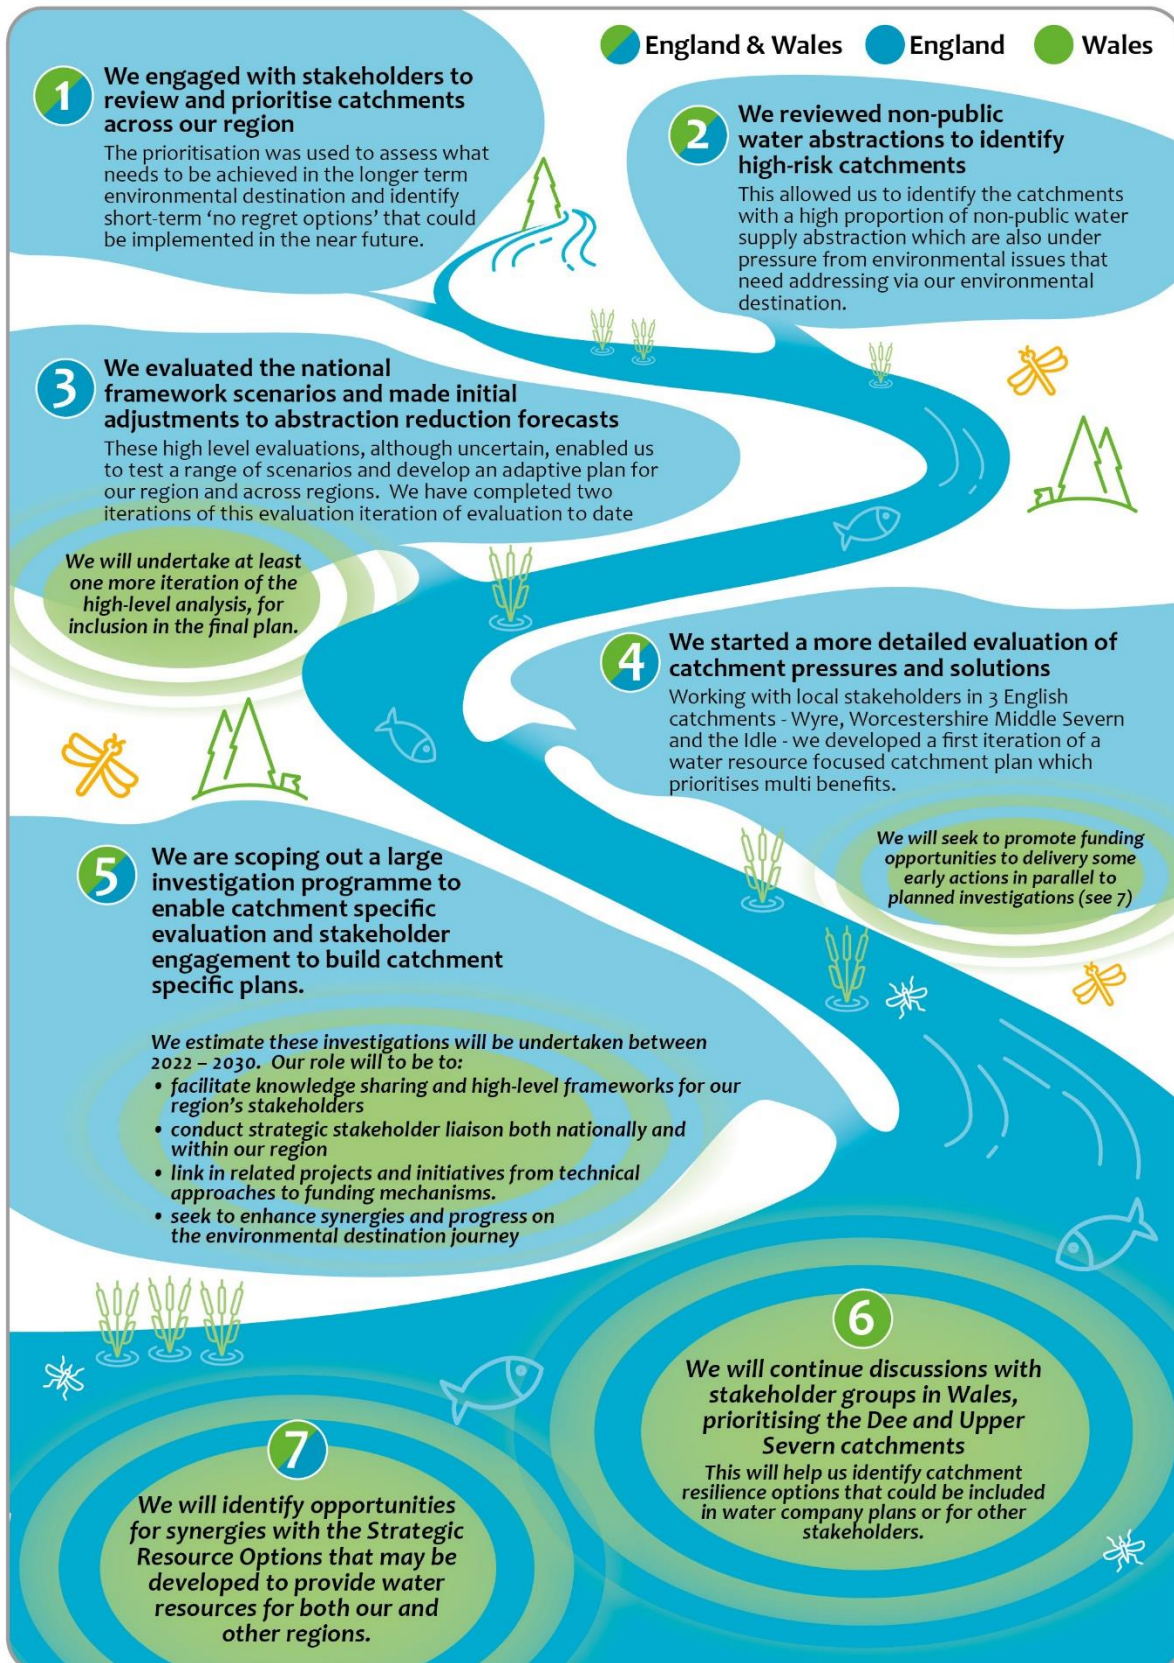 England & Wales England Wales
1
We engaged with stakeholders to
review and prioritise catchments
across our region
The prioritisation was used to assess what
needs to be achieved in the longer term
environmental destination and identify
short-term ‘no regret options’ that could
be implemented in the near future.
2
We reviewed non-public
water abstractions to identify
high-risk catchments
This allowed us to identify the catchments
with a high proportion of non-public water
supply abstraction which are also under
pressure from environmental issues that
need addressing via our environmental
destination.
3
We evaluated the national
framework scenarios and made initial
adjustments to abstraction reduction forecasts
These high level evaluations, although uncertain, enabled us
to test a range of scenarios and develop an adaptive plan for
our region and across regions. We have completed two
iterations of this evaluation iteration of evaluation to date
We will undertake at least
one more iteration of the
high-level analysis, for
inclusion in the final plan.
4
We started a more detailed evaluation of
catchment pressures and solutions
Working with local stakeholders in 3 English
catchments - Wyre, Worcestershire Middle Severn
and the Idle - we developed a first iteration of a
water resource focused catchment plan which
prioritises multi benefits.
We will seek to promote funding
opportunities to delivery some
early actions in parallel to
planned investigations (see 7)
5
We are scoping out a large
investigation programme to
enable catchment specific
evaluation and stakeholder
engagement to build catchment
specific plans.
We estimate these investigations will be undertaken between
2022 – 2030. Our role will to be to:
• facilitate knowledge sharing and high-level frameworks for our
region’s stakeholders
• conduct strategic stakeholder liaison both nationally and
within our region
• link in related projects and initiatives from technical
approaches to funding mechanisms.
• seek to enhance synergies and progress on
the environmental destination journey
6
We will continue discussions with
stakeholder groups in Wales,
prioritising the Dee and Upper
Severn catchments
This will help us identify catchment
resilience options that could be included
in water company plans or for other
stakeholders.
7
We will identify opportunities
for synergies with the Strategic
Resource Options that may be
developed to provide water
resources for both our and
other regions.